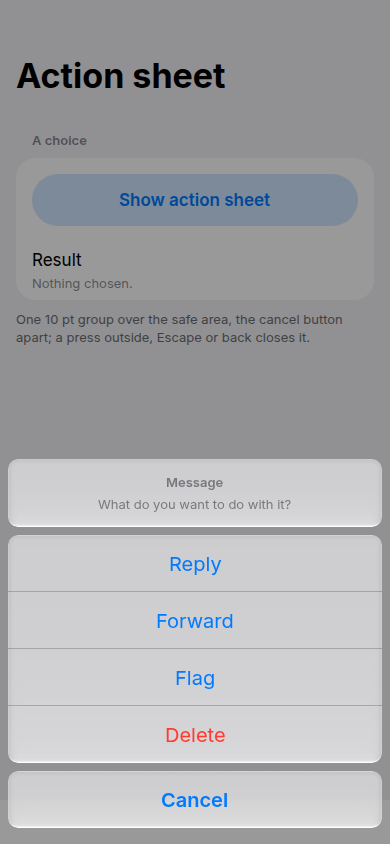 Action sheet
A choice
Show action sheet
Result
Nothing chosen.
One 10 pt group over the safe area, the cancel button
apart; a press outside, Escape or back closes it.
Message
What do you want to do with it?
Reply
Forward
Flag
Delete
Cancel